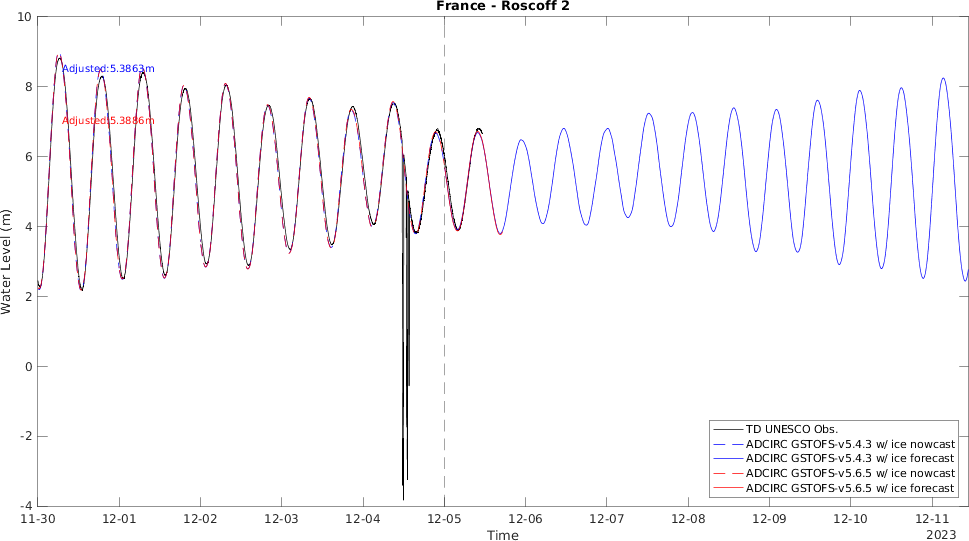 France - Roscoff 2
10
8
6
4
2
0
-2
-4
Water Level (m)
Adjusted:5.3863m
Adjusted:5.3886m
TD UNESCO Obs.
ADCIRC GSTOFS-v5.4.3 w/ ice nowcast
ADCIRC GSTOFS-v5.4.3 w/ ice forecast
ADCIRC GSTOFS-v5.6.5 w/ ice nowcast
ADCIRC GSTOFS-v5.6.5 w/ ice forecast
11-30 12-01 12-02 12-03 12-04 12-05 12-06 12-07 12-08 12-09 12-10 12-11
2023
Time